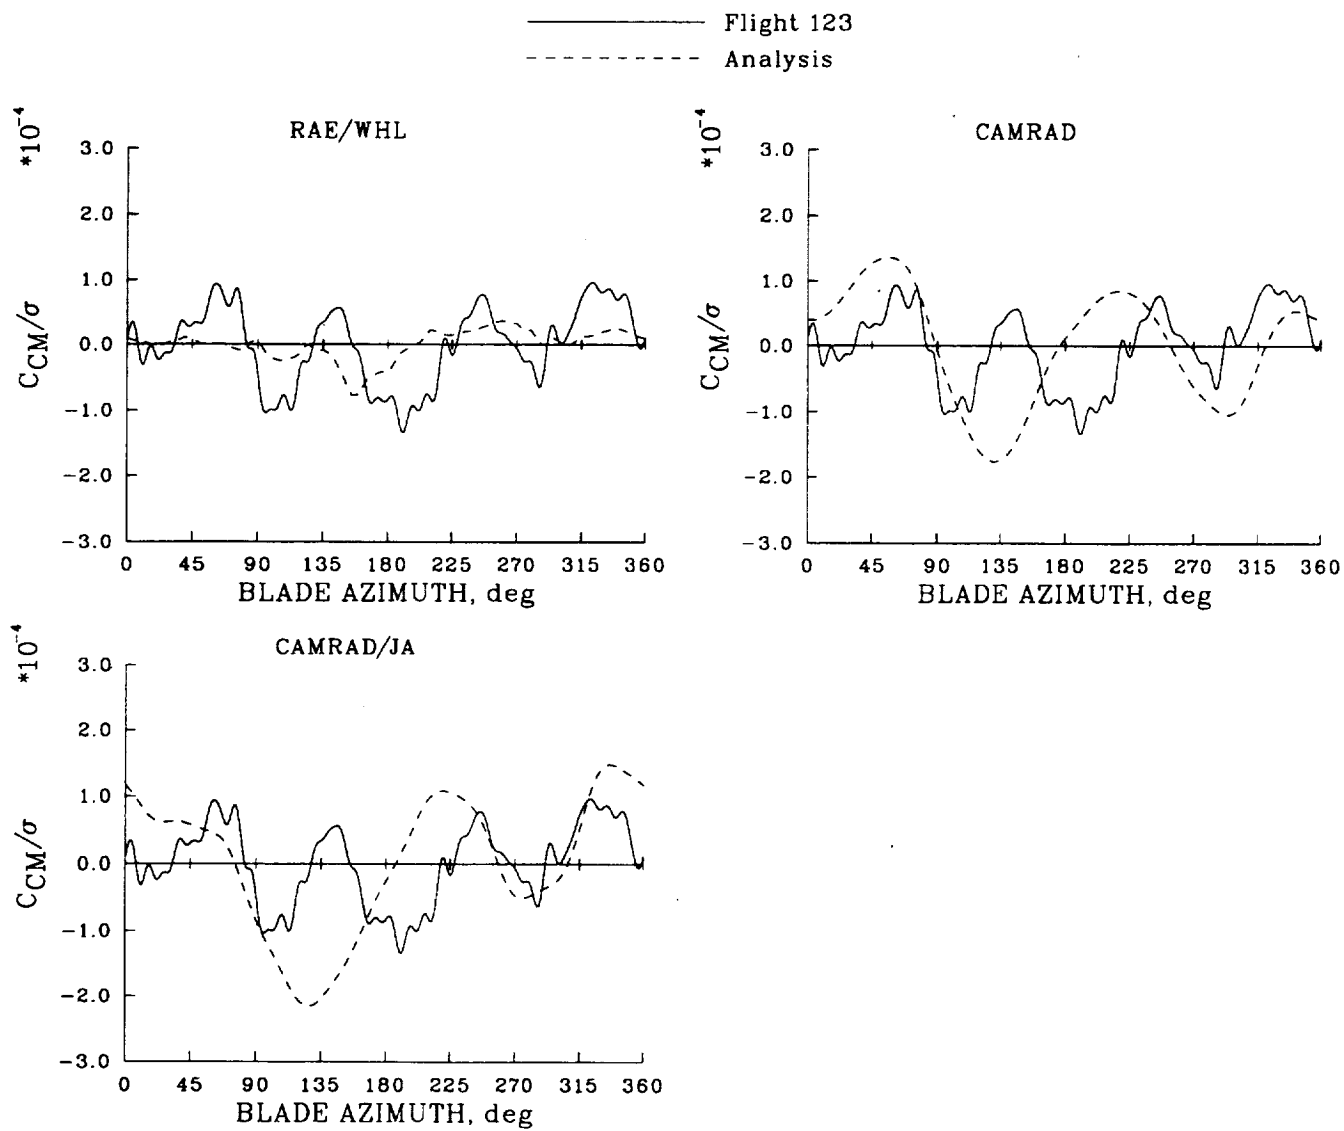 Flight 123
Analysis
RAE/WHL
*10⁻⁴
3.0
2.0
1.0
0.0
−1.0
−2.0
−3.0
C_CM/σ
0 45 90 135 180 225 270 315 360
BLADE AZIMUTH, deg
CAMRAD
*10⁻⁴
3.0
2.0
1.0
0.0
−1.0
−2.0
−3.0
C_CM/σ
0 45 90 135 180 225 270 315 360
BLADE AZIMUTH, deg
CAMRAD/JA
*10⁻⁴
3.0
2.0
1.0
0.0
−1.0
−2.0
−3.0
C_CM/σ
0 45 90 135 180 225 270 315 360
BLADE AZIMUTH, deg